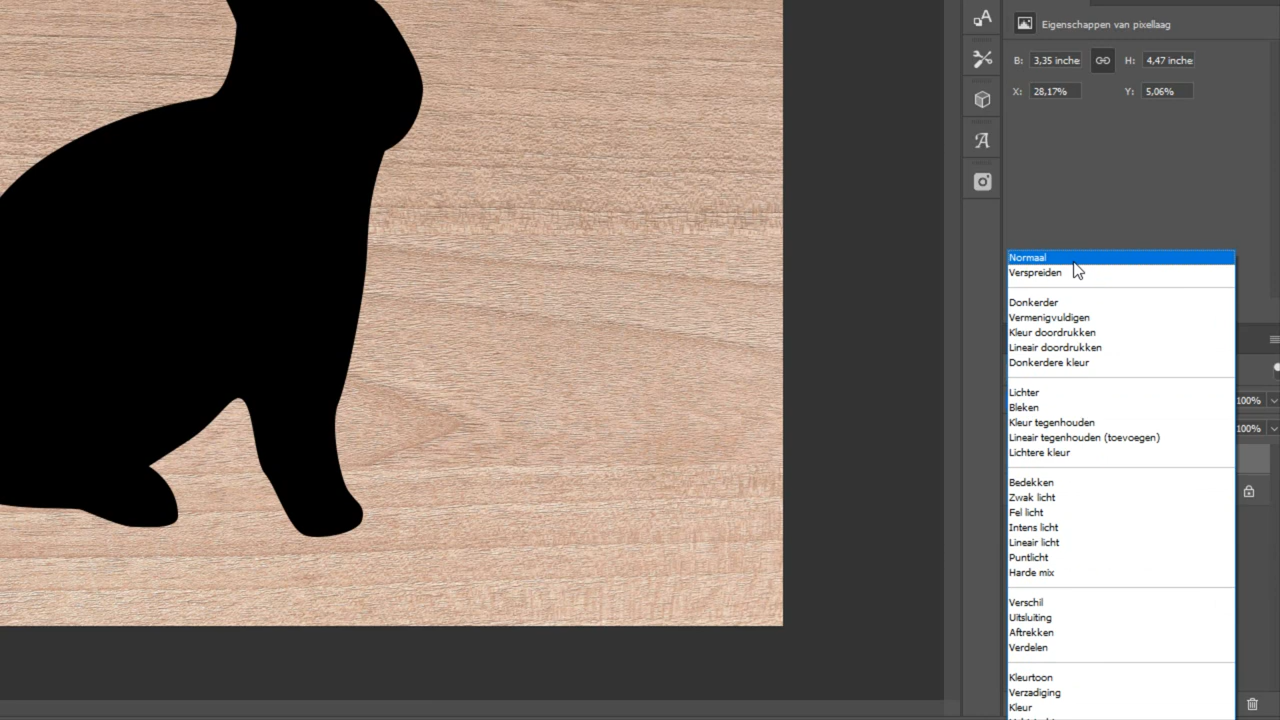 Eigenschappen van pixellaag
B: 3,35 inche H: 4,47 inche
X: 28,17% Y: 5,06%
Normaal
Verspreiden
Donkerder
Vermenigvuldigen
Kleur doordrukken
Lineair doordrukken
Donkerdere kleur
100%
Lichter
Bleken
Kleur tegenhouden
100%
Lineair tegenhouden (toevoegen)
Lichtere kleur
Bedekken
Zwak licht
Fel licht
Intens licht
Lineair licht
Puntlicht
Harde mix
Verschil
Uitsluiting
Aftrekken
Verdelen
Kleurtoon
Verzadiging
Kleur